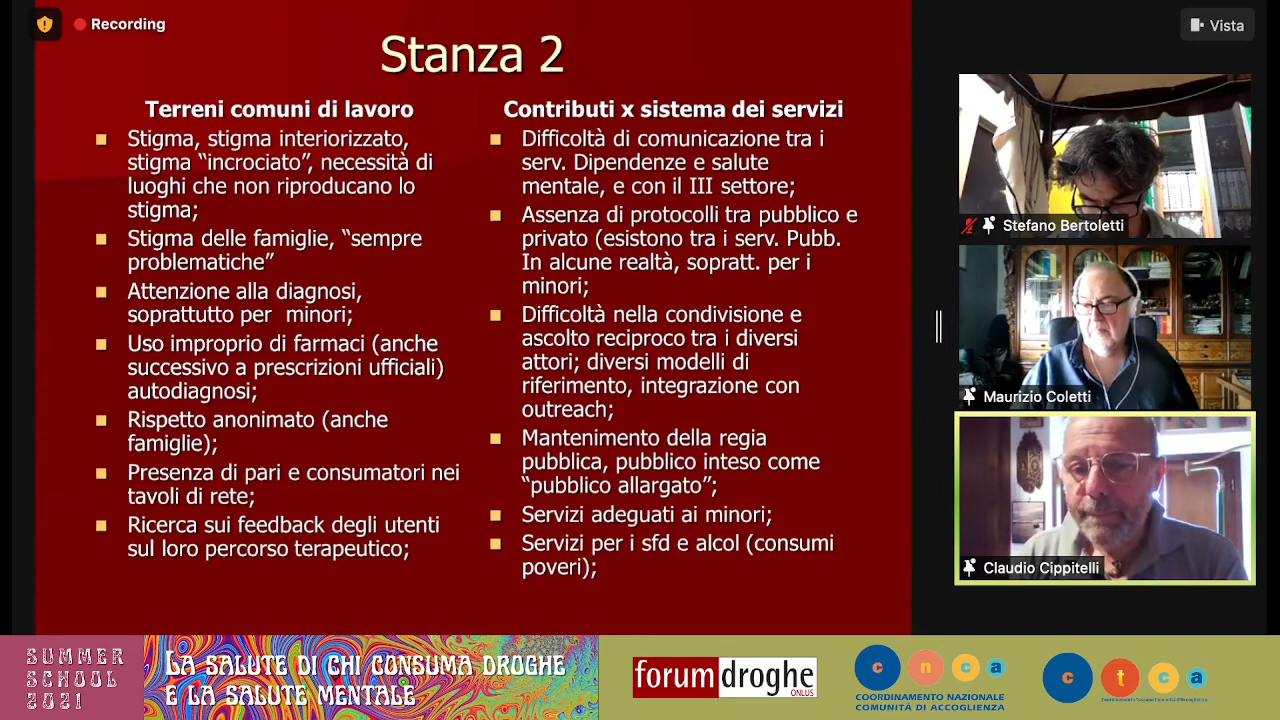 Recording
Vista
Stanza 2
Terreni comuni di lavoro
Stigma, stigma interiorizzato,
stigma “incrociato”, necessità di
luoghi che non riproducano lo
stigma;
Stigma delle famiglie, “sempre
problematiche”
Attenzione alla diagnosi,
soprattutto per minori;
Uso improprio di farmaci (anche
successivo a prescrizioni ufficiali)
autodiagnosi;
Rispetto anonimato (anche
famiglie);
Presenza di pari e consumatori nei
tavoli di rete;
Ricerca sui feedback degli utenti
sul loro percorso terapeutico;
Contributi x sistema dei servizi
Difficoltà di comunicazione tra i
serv. Dipendenze e salute
mentale, e con il III settore;
Assenza di protocolli tra pubblico e
privato (esistono tra i serv. Pubb.
In alcune realtà, sopratt. per i
minori;
Difficoltà nella condivisione e
ascolto reciproco tra i diversi
attori; diversi modelli di
riferimento, integrazione con
outreach;
Mantenimento della regia
pubblica, pubblico inteso come
“pubblico allargato”;
Servizi adeguati ai minori;
Servizi per i sfd e alcol (consumi
poveri);
Stefano Bertoletti
Maurizio Coletti
Claudio Cippitelli
SUMMER
SCHOOL
2021
LA SALUTE DI CHI CONSUMA DROGHE
E LA SALUTE MENTALE
forumdroghe
ONLUS
c n c a
COORDINAMENTO NAZIONALE
COMUNITÀ DI ACCOGLIENZA
c t c a